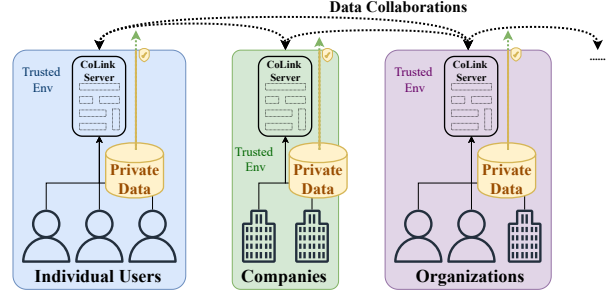 Data Collaborations
Trusted
Env
CoLink
Server
Private
Data
Individual Users
CoLink
Server
Trusted
Env
Private
Data
Companies
Trusted
Env
CoLink
Server
Private
Data
Organizations
......